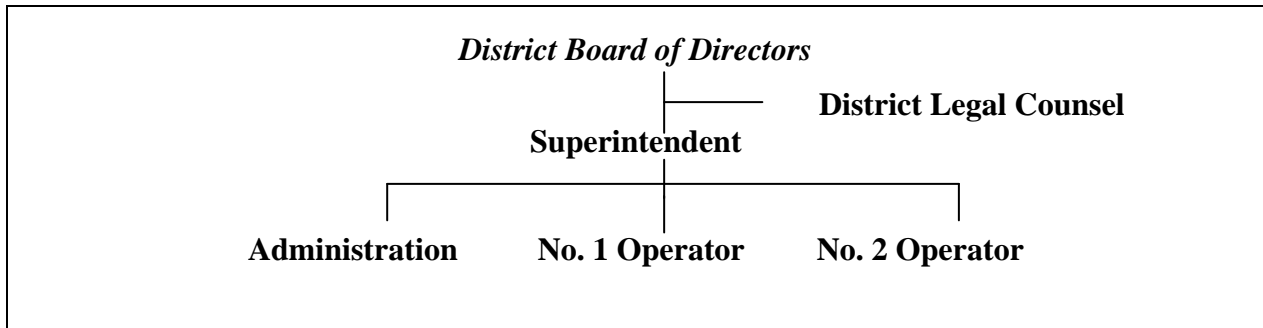 District Board of Directors
District Legal Counsel
Superintendent
Administration No. 1 Operator No. 2 Operator